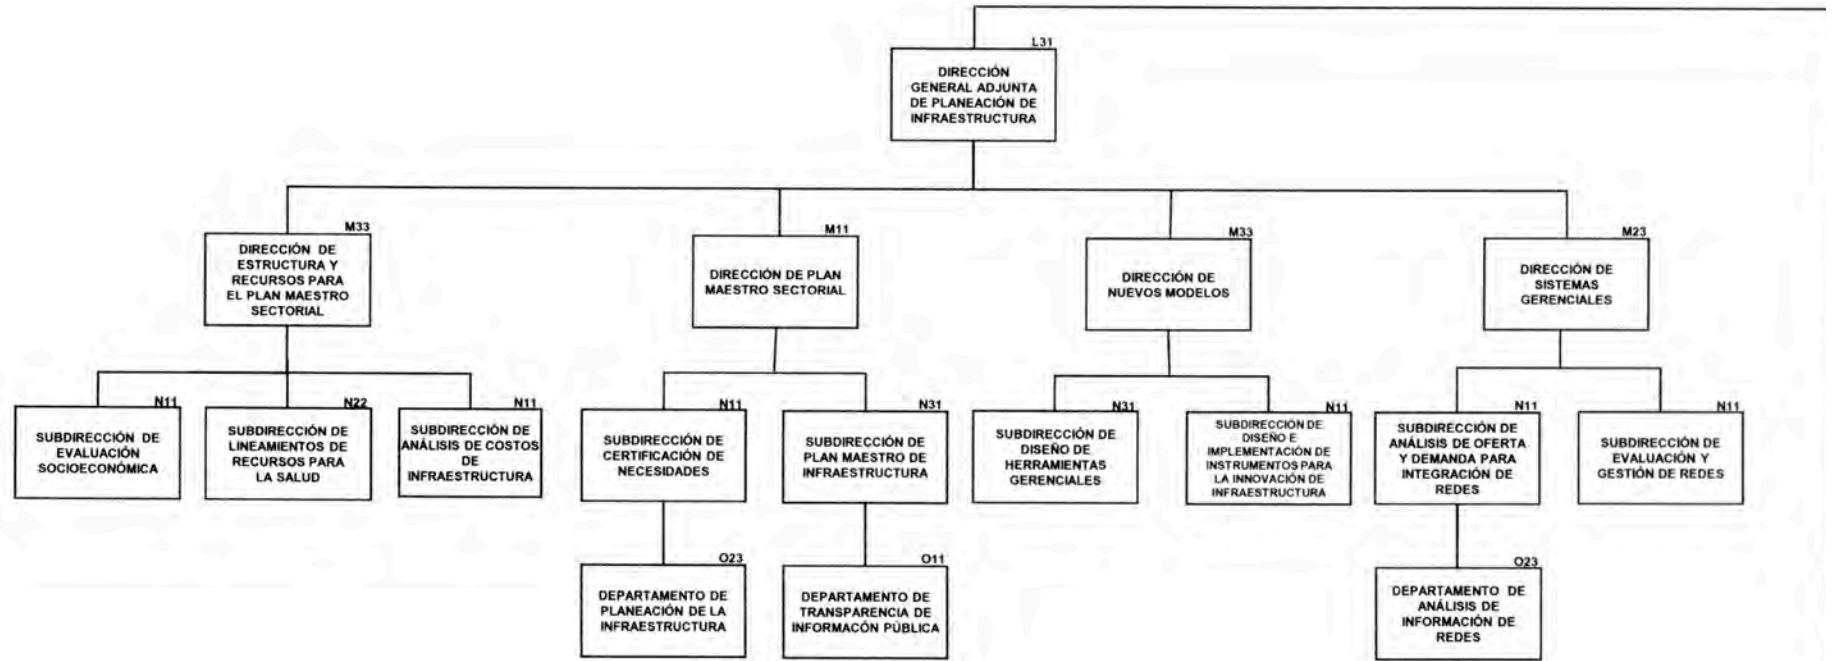 L31
DIRECCIÓN
GENERAL ADJUNTA
DE PLANEACIÓN DE
INFRAESTRUCTURA
M33
DIRECCIÓN DE
ESTRUCTURA Y
RECURSOS PARA
EL PLAN MAESTRO
SECTORIAL
M11
DIRECCIÓN DE PLAN
MAESTRO SECTORIAL
M33
DIRECCIÓN DE
NUEVOS MODELOS
M23
DIRECCIÓN DE
SISTEMAS
GERENCIALES
N11
SUBDIRECCIÓN DE
EVALUACIÓN
SOCIOECONÓMICA
N22
SUBDIRECCIÓN DE
LINEAMIENTOS DE
RECURSOS PARA
LA SALUD
N11
SUBDIRECCIÓN DE
ANÁLISIS DE COSTOS
DE
INFRAESTRUCTURA
N11
SUBDIRECCIÓN DE
CERTIFICACIÓN DE
NECESIDADES
N31
SUBDIRECCIÓN DE
PLAN MAESTRO DE
INFRAESTRUCTURA
N31
SUBDIRECCIÓN DE
DISEÑO DE
HERRAMIENTAS
GERENCIALES
N11
SUBDIRECCIÓN DE
DISEÑO E
IMPLEMENTACIÓN DE
INSTRUMENTOS PARA
LA INNOVACIÓN DE
INFRAESTRUCTURA
N11
SUBDIRECCIÓN DE
ANÁLISIS DE OFERTA
Y DEMANDA PARA
INTEGRACIÓN DE
REDES
N11
SUBDIRECCIÓN DE
EVALUACIÓN Y
GESTIÓN DE REDES
O23
DEPARTAMENTO DE
PLANEACIÓN DE LA
INFRAESTRUCTURA
O11
DEPARTAMENTO DE
TRANSPARENCIA DE
INFORMACÓN PÚBLICA
O23
DEPARTAMENTO DE
ANÁLISIS DE
INFORMACIÓN DE
REDES